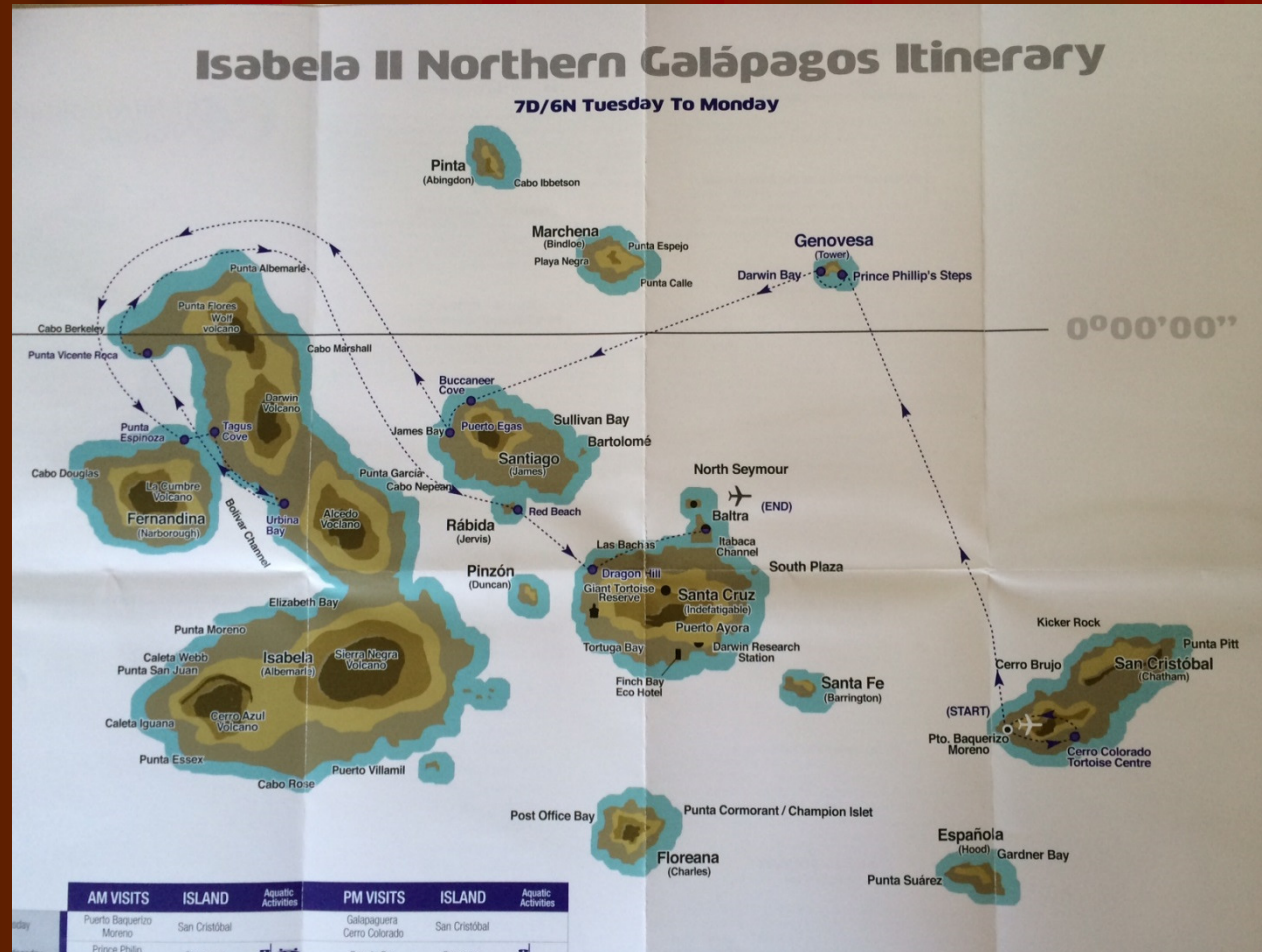 Isabela II Northern Galápagos Itinerary
7D/6N Tuesday To Monday
Pinta
(Abingdon)
Cabo Ibbetson
Marchena
(Bindloe)
Punta Espejo
Playa Negra
Punta Calle
Genovesa
(Tower)
Darwin Bay
Prince Phillip's Steps
0°00'00"
Punta Albemarle
Punta Flores
Wolf
volcano
Cabo Berkeley
Cabo Marshall
Punta Vicente Roca
Darwin
Volcano
Punta
Espinoza
Tagus
Cove
Buccaneer
Cove
James Bay
Puerto Egas
Sullivan Bay
Bartolomé
Santiago
(James)
Cabo Douglas
La Cumbre
Volcano
Fernandina
(Narborough)
Bolivar Channel
Urbina
Bay
Alcedo
Voclano
Punta García
Cabo Nepean
Red Beach
Rábida
(Jervis)
North Seymour
(END)
Baltra
Itabaca
Channel
Las Bachas
South Plaza
Pinzón
(Duncan)
Dragon Hill
Giant Tortoise
Reserve
Santa Cruz
(Indefatigable)
Puerto Ayora
Tortuga Bay
Darwin Research
Station
Finch Bay
Eco Hotel
Elizabeth Bay
Punta Moreno
Caleta Webb
Punta San Juan
Isabela
(Albemarle)
Sierra Negra
Volcano
Caleta Iguana
Cerro Azul
Volcano
Punta Essex
Cabo Rose
Puerto Villamil
Santa Fe
(Barrington)
Kicker Rock
Punta Pitt
Cerro Brujo
San Cristóbal
(Chatham)
(START)
Pto. Baquerizo
Moreno
Cerro Colorado
Tortoise Centre
Post Office Bay
Punta Cormorant / Champion Islet
Floreana
(Charles)
Española
(Hood)
Gardner Bay
Punta Suárez
AM VISITS ISLAND Aquatic Activities PM VISITS ISLAND Aquatic Activities
Puerto Baquerizo Moreno San Cristóbal Galapaguera Cerro Colorado San Cristóbal
Prince Philip